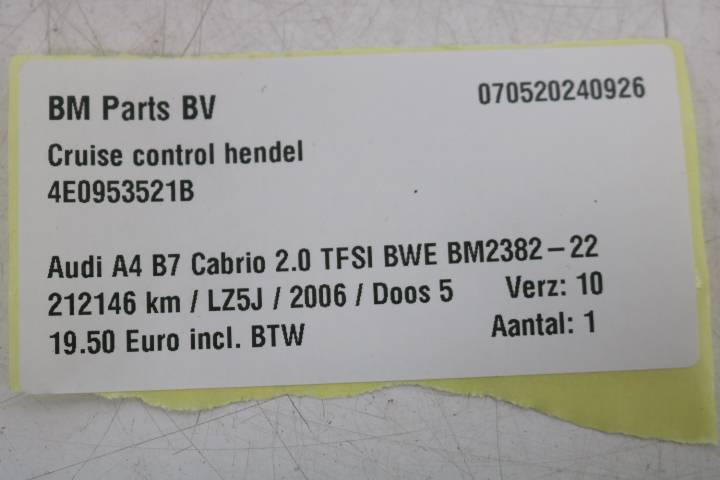 BM Parts BV 070520240926
Cruise control hendel
4E0953521B
Audi A4 B7 Cabrio 2.0 TFSI BWE BM2382-22
212146 km / LZ5J / 2006 / Doos 5 Verz: 10
19.50 Euro incl. BTW Aantal: 1